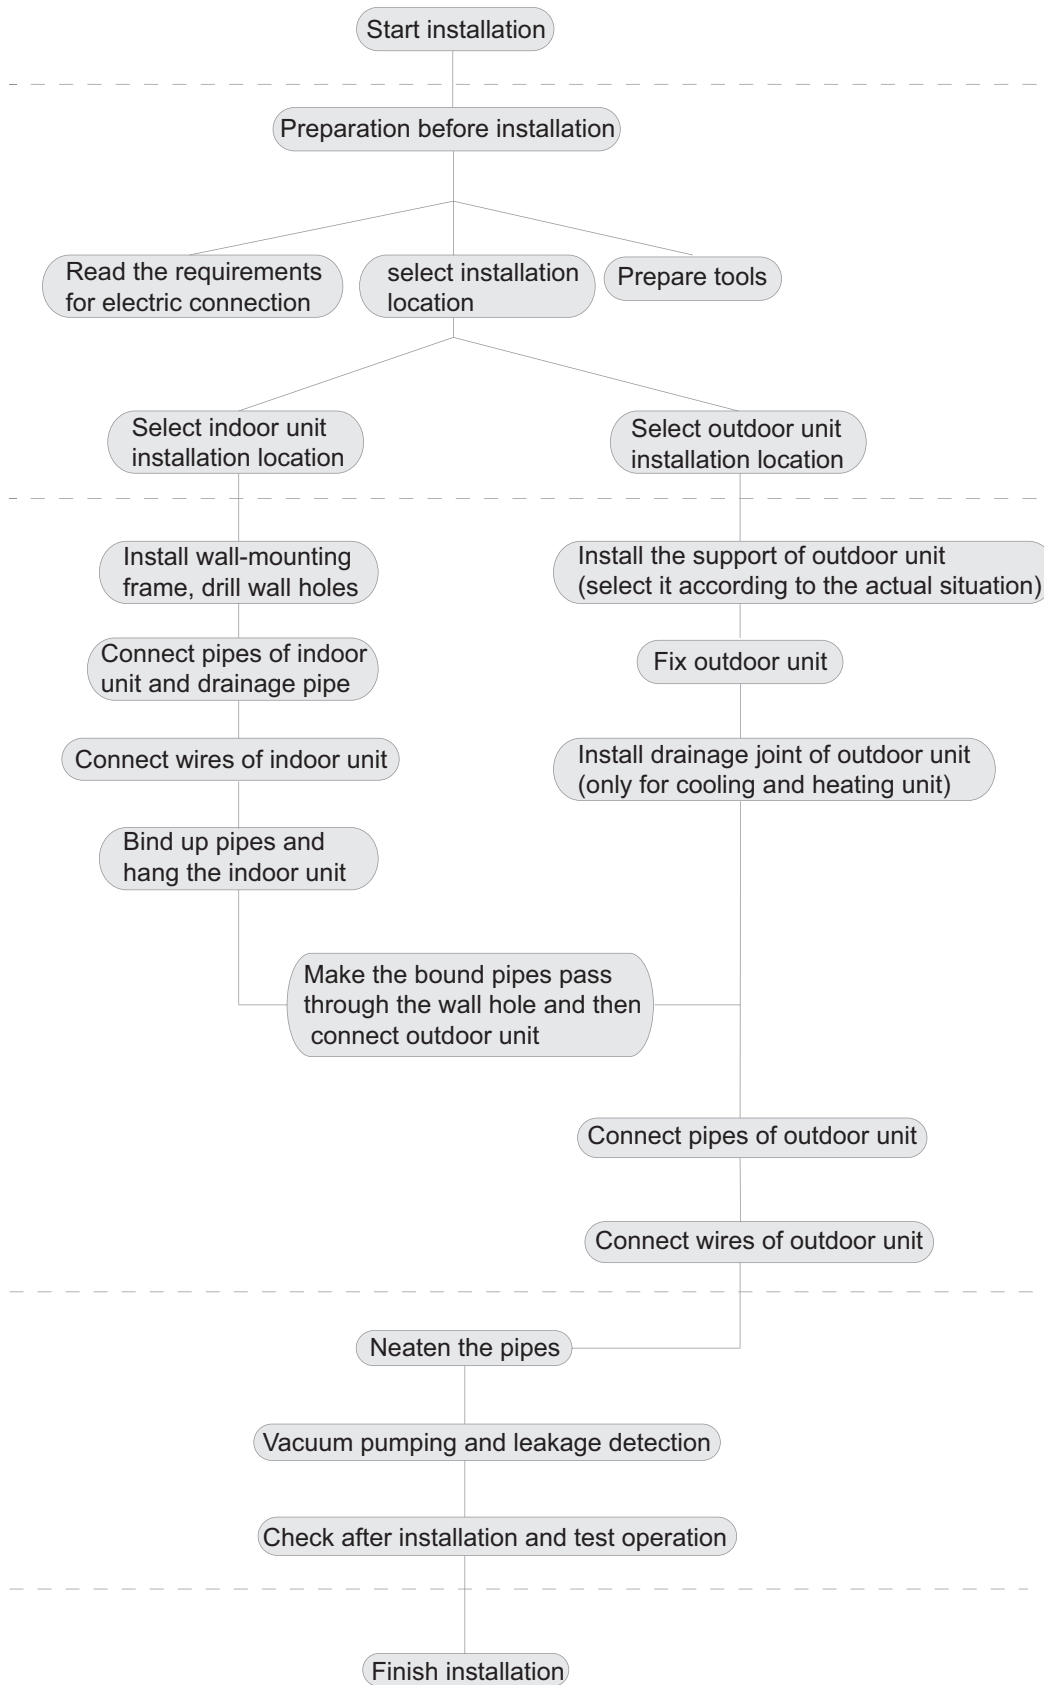 Start installation
Preparation before installation
Read the requirements
for electric connection
select installation
location
Prepare tools
Select indoor unit
installation location
Select outdoor unit
installation location
Install wall-mounting
frame, drill wall holes
Install the support of outdoor unit
(select it according to the actual situation)
Connect pipes of indoor
unit and drainage pipe
Fix outdoor unit
Connect wires of indoor unit
Install drainage joint of outdoor unit
(only for cooling and heating unit)
Bind up pipes and
hang the indoor unit
Make the bound pipes pass
through the wall hole and then
connect outdoor unit
Connect pipes of outdoor unit
Connect wires of outdoor unit
Neaten the pipes
Vacuum pumping and leakage detection
Check after installation and test operation
Finish installation